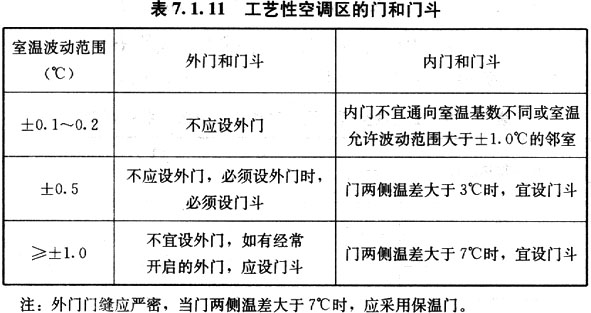 表 7.1.11 工艺性空调区的门和门斗
室温波动范围
（℃）
外门和门斗
内门和门斗
±0.1～0.2
不应设外门
内门不宜通向室温基数不同或室温
允许波动范围大于±1.0℃的邻室
±0.5
不应设外门，必须设外门时，
必须设门斗
门两侧温差大于 3℃时，宜设门斗
≥±1.0
不宜设外门，如有经常
开启的外门，应设门斗
门两侧温差大于 7℃时，宜设门斗
注：外门门缝应严密，当门两侧温差大于 7℃时，应采用保温门。